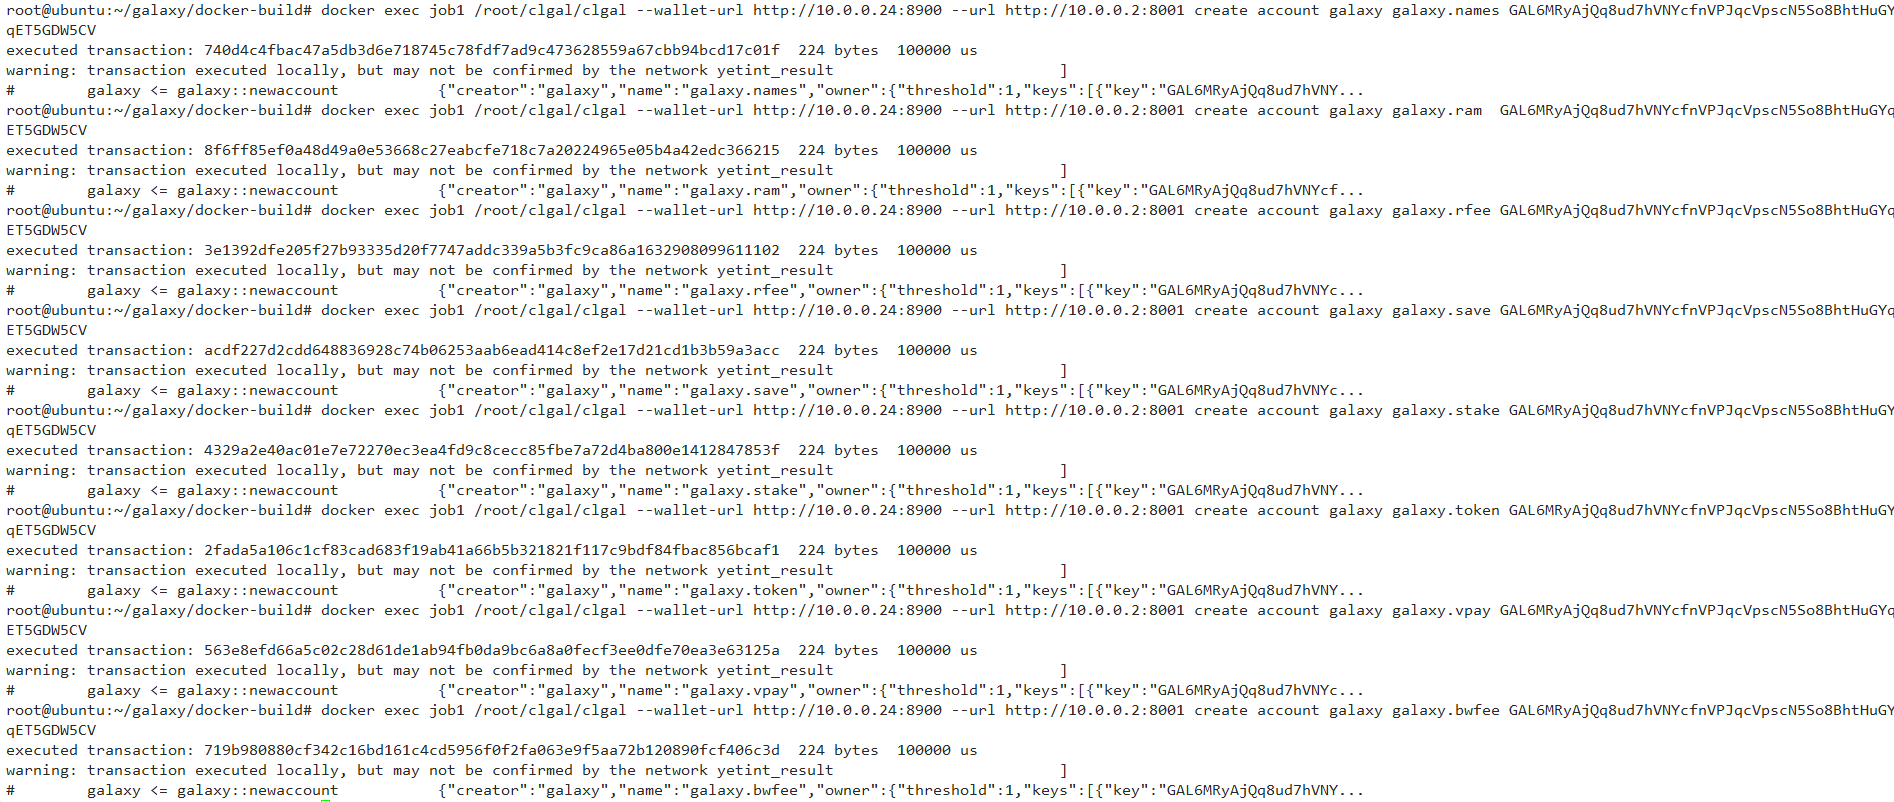 root@ubuntu:~/galaxy/docker-build# docker exec job1 /root/clgal/clgal --wallet-url http://10.0.0.24:8900 --url http://10.0.0.2:8001 create account galaxy galaxy.names GAL6MRyAjQq8ud7hVNYcfnVPJqcVpscN5So8BhtHuGY
qET5GDW5CV
executed transaction: 740d4c4fbac47a5db3d6e718745c78fdf7ad9c473628559a67cbb94bcd17c01f  224 bytes  100000 us
warning: transaction executed locally, but may not be confirmed by the network yetint_result                         ]
#        galaxy <= galaxy::newaccount           {"creator":"galaxy","name":"galaxy.names","owner":{"threshold":1,"keys":[{"key":"GAL6MRyAjQq8ud7hVNY...
root@ubuntu:~/galaxy/docker-build# docker exec job1 /root/clgal/clgal --wallet-url http://10.0.0.24:8900 --url http://10.0.0.2:8001 create account galaxy galaxy.ram  GAL6MRyAjQq8ud7hVNYcfnVPJqcVpscN5So8BhtHuGYq
ET5GDW5CV
executed transaction: 8f6ff85ef0a48d49a0e53668c27eabcfe718c7a20224965e05b4a42edc366215  224 bytes  100000 us
warning: transaction executed locally, but may not be confirmed by the network yetint_result                         ]
#        galaxy <= galaxy::newaccount           {"creator":"galaxy","name":"galaxy.ram","owner":{"threshold":1,"keys":[{"key":"GAL6MRyAjQq8ud7hVNYcf...
root@ubuntu:~/galaxy/docker-build# docker exec job1 /root/clgal/clgal --wallet-url http://10.0.0.24:8900 --url http://10.0.0.2:8001 create account galaxy galaxy.rfee GAL6MRyAjQq8ud7hVNYcfnVPJqcVpscN5So8BhtHuGYq
ET5GDW5CV
executed transaction: 3e1392dfe205f27b93335d20f7747addc339a5b3fc9ca86a1632908099611102  224 bytes  100000 us
warning: transaction executed locally, but may not be confirmed by the network yetint_result                         ]
#        galaxy <= galaxy::newaccount           {"creator":"galaxy","name":"galaxy.rfee","owner":{"threshold":1,"keys":[{"key":"GAL6MRyAjQq8ud7hVNYc...
root@ubuntu:~/galaxy/docker-build# docker exec job1 /root/clgal/clgal --wallet-url http://10.0.0.24:8900 --url http://10.0.0.2:8001 create account galaxy galaxy.save GAL6MRyAjQq8ud7hVNYcfnVPJqcVpscN5So8BhtHuGYq
ET5GDW5CV
executed transaction: acdf227d2cdd648836928c74b06253aab6ead414c8ef2e17d21cd1b3b59a3acc  224 bytes  100000 us
warning: transaction executed locally, but may not be confirmed by the network yetint_result                         ]
#        galaxy <= galaxy::newaccount           {"creator":"galaxy","name":"galaxy.save","owner":{"threshold":1,"keys":[{"key":"GAL6MRyAjQq8ud7hVNYc...
root@ubuntu:~/galaxy/docker-build# docker exec job1 /root/clgal/clgal --wallet-url http://10.0.0.24:8900 --url http://10.0.0.2:8001 create account galaxy galaxy.stake GAL6MRyAjQq8ud7hVNYcfnVPJqcVpscN5So8BhtHuGY
qET5GDW5CV
executed transaction: 4329a2e40ac01e7e72270ec3ea4fd9c8cecc85fbe7a72d4ba800e1412847853f  224 bytes  100000 us
warning: transaction executed locally, but may not be confirmed by the network yetint_result                         ]
#        galaxy <= galaxy::newaccount           {"creator":"galaxy","name":"galaxy.stake","owner":{"threshold":1,"keys":[{"key":"GAL6MRyAjQq8ud7hVNY...
root@ubuntu:~/galaxy/docker-build# docker exec job1 /root/clgal/clgal --wallet-url http://10.0.0.24:8900 --url http://10.0.0.2:8001 create account galaxy galaxy.token GAL6MRyAjQq8ud7hVNYcfnVPJqcVpscN5So8BhtHuGY
qET5GDW5CV
executed transaction: 2fada5a106c1cf83cad683f19ab41a66b5b321821f117c9bdf84fbac856bcaf1  224 bytes  100000 us
warning: transaction executed locally, but may not be confirmed by the network yetint_result                         ]
#        galaxy <= galaxy::newaccount           {"creator":"galaxy","name":"galaxy.token","owner":{"threshold":1,"keys":[{"key":"GAL6MRyAjQq8ud7hVNY...
root@ubuntu:~/galaxy/docker-build# docker exec job1 /root/clgal/clgal --wallet-url http://10.0.0.24:8900 --url http://10.0.0.2:8001 create account galaxy galaxy.vpay GAL6MRyAjQq8ud7hVNYcfnVPJqcVpscN5So8BhtHuGYq
ET5GDW5CV
executed transaction: 563e8efd66a5c02c28d61de1ab94fb0da9bc6a8a0fecf3ee0dfe70ea3e63125a  224 bytes  100000 us
warning: transaction executed locally, but may not be confirmed by the network yetint_result                         ]
#        galaxy <= galaxy::newaccount           {"creator":"galaxy","name":"galaxy.vpay","owner":{"threshold":1,"keys":[{"key":"GAL6MRyAjQq8ud7hVNYc...
root@ubuntu:~/galaxy/docker-build# docker exec job1 /root/clgal/clgal --wallet-url http://10.0.0.24:8900 --url http://10.0.0.2:8001 create account galaxy galaxy.bwfee GAL6MRyAjQq8ud7hVNYcfnVPJqcVpscN5So8BhtHuGY
qET5GDW5CV
executed transaction: 719b980880cf342c16bd161c4cd5956f0f2fa063e9f5aa72b120890fcf406c3d  224 bytes  100000 us
warning: transaction executed locally, but may not be confirmed by the network yetint_result                         ]
#        galaxy <= galaxy::newaccount           {"creator":"galaxy","name":"galaxy.bwfee","owner":{"threshold":1,"keys":[{"key":"GAL6MRyAjQq8ud7hVNY...